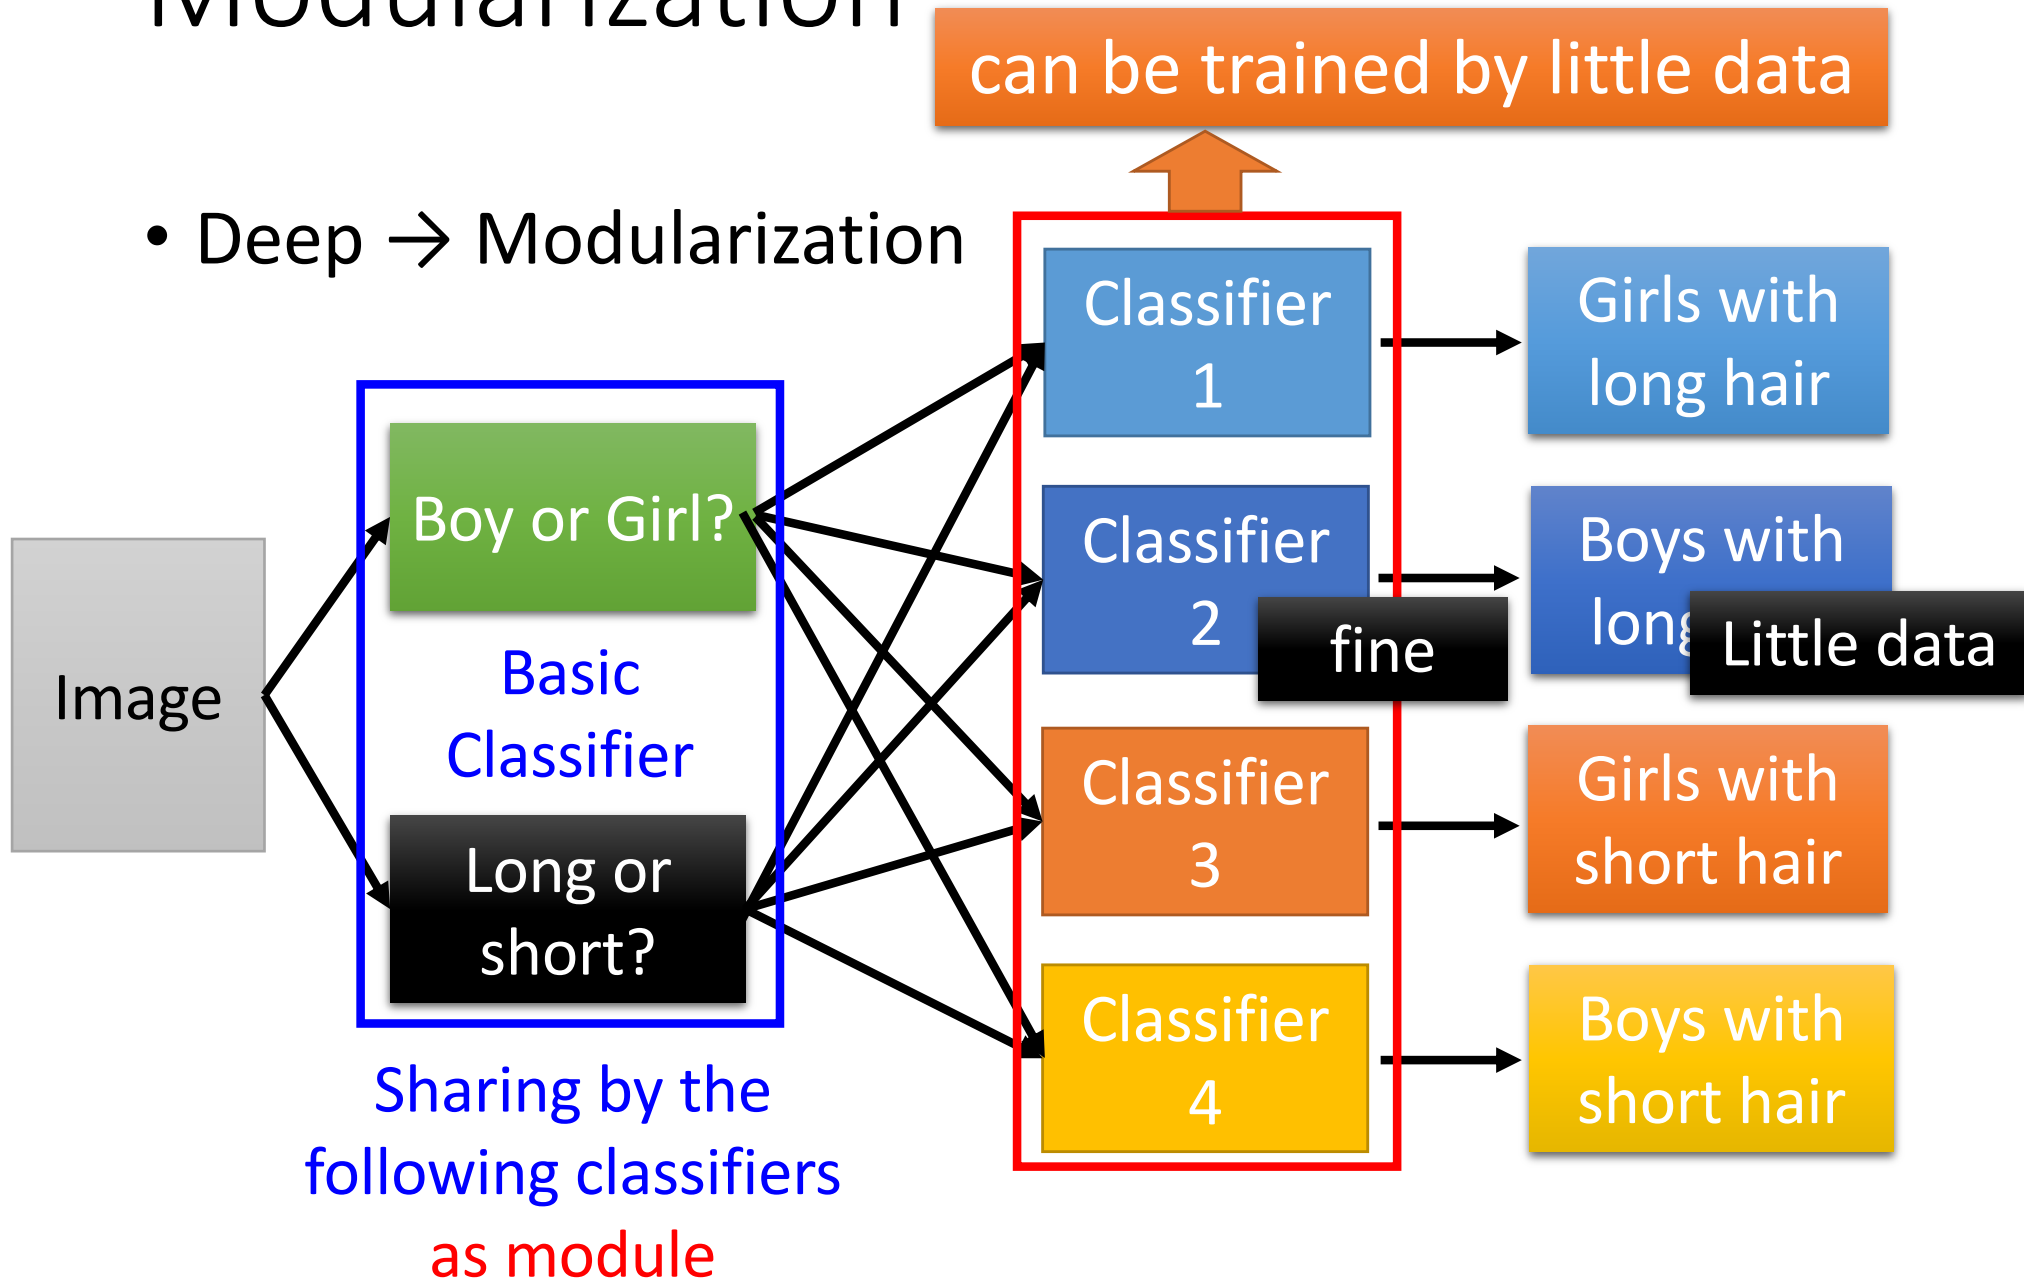 Modularization
can be trained by little data
• Deep → Modularization
Image
Boy or Girl?
Basic
Classifier
Long or
short?
Sharing by the
following classifiers
as module
Classifier
1
Girls with
long hair
Classifier
2
fine
Boys with
long
Little data
Classifier
3
Girls with
short hair
Classifier
4
Boys with
short hair